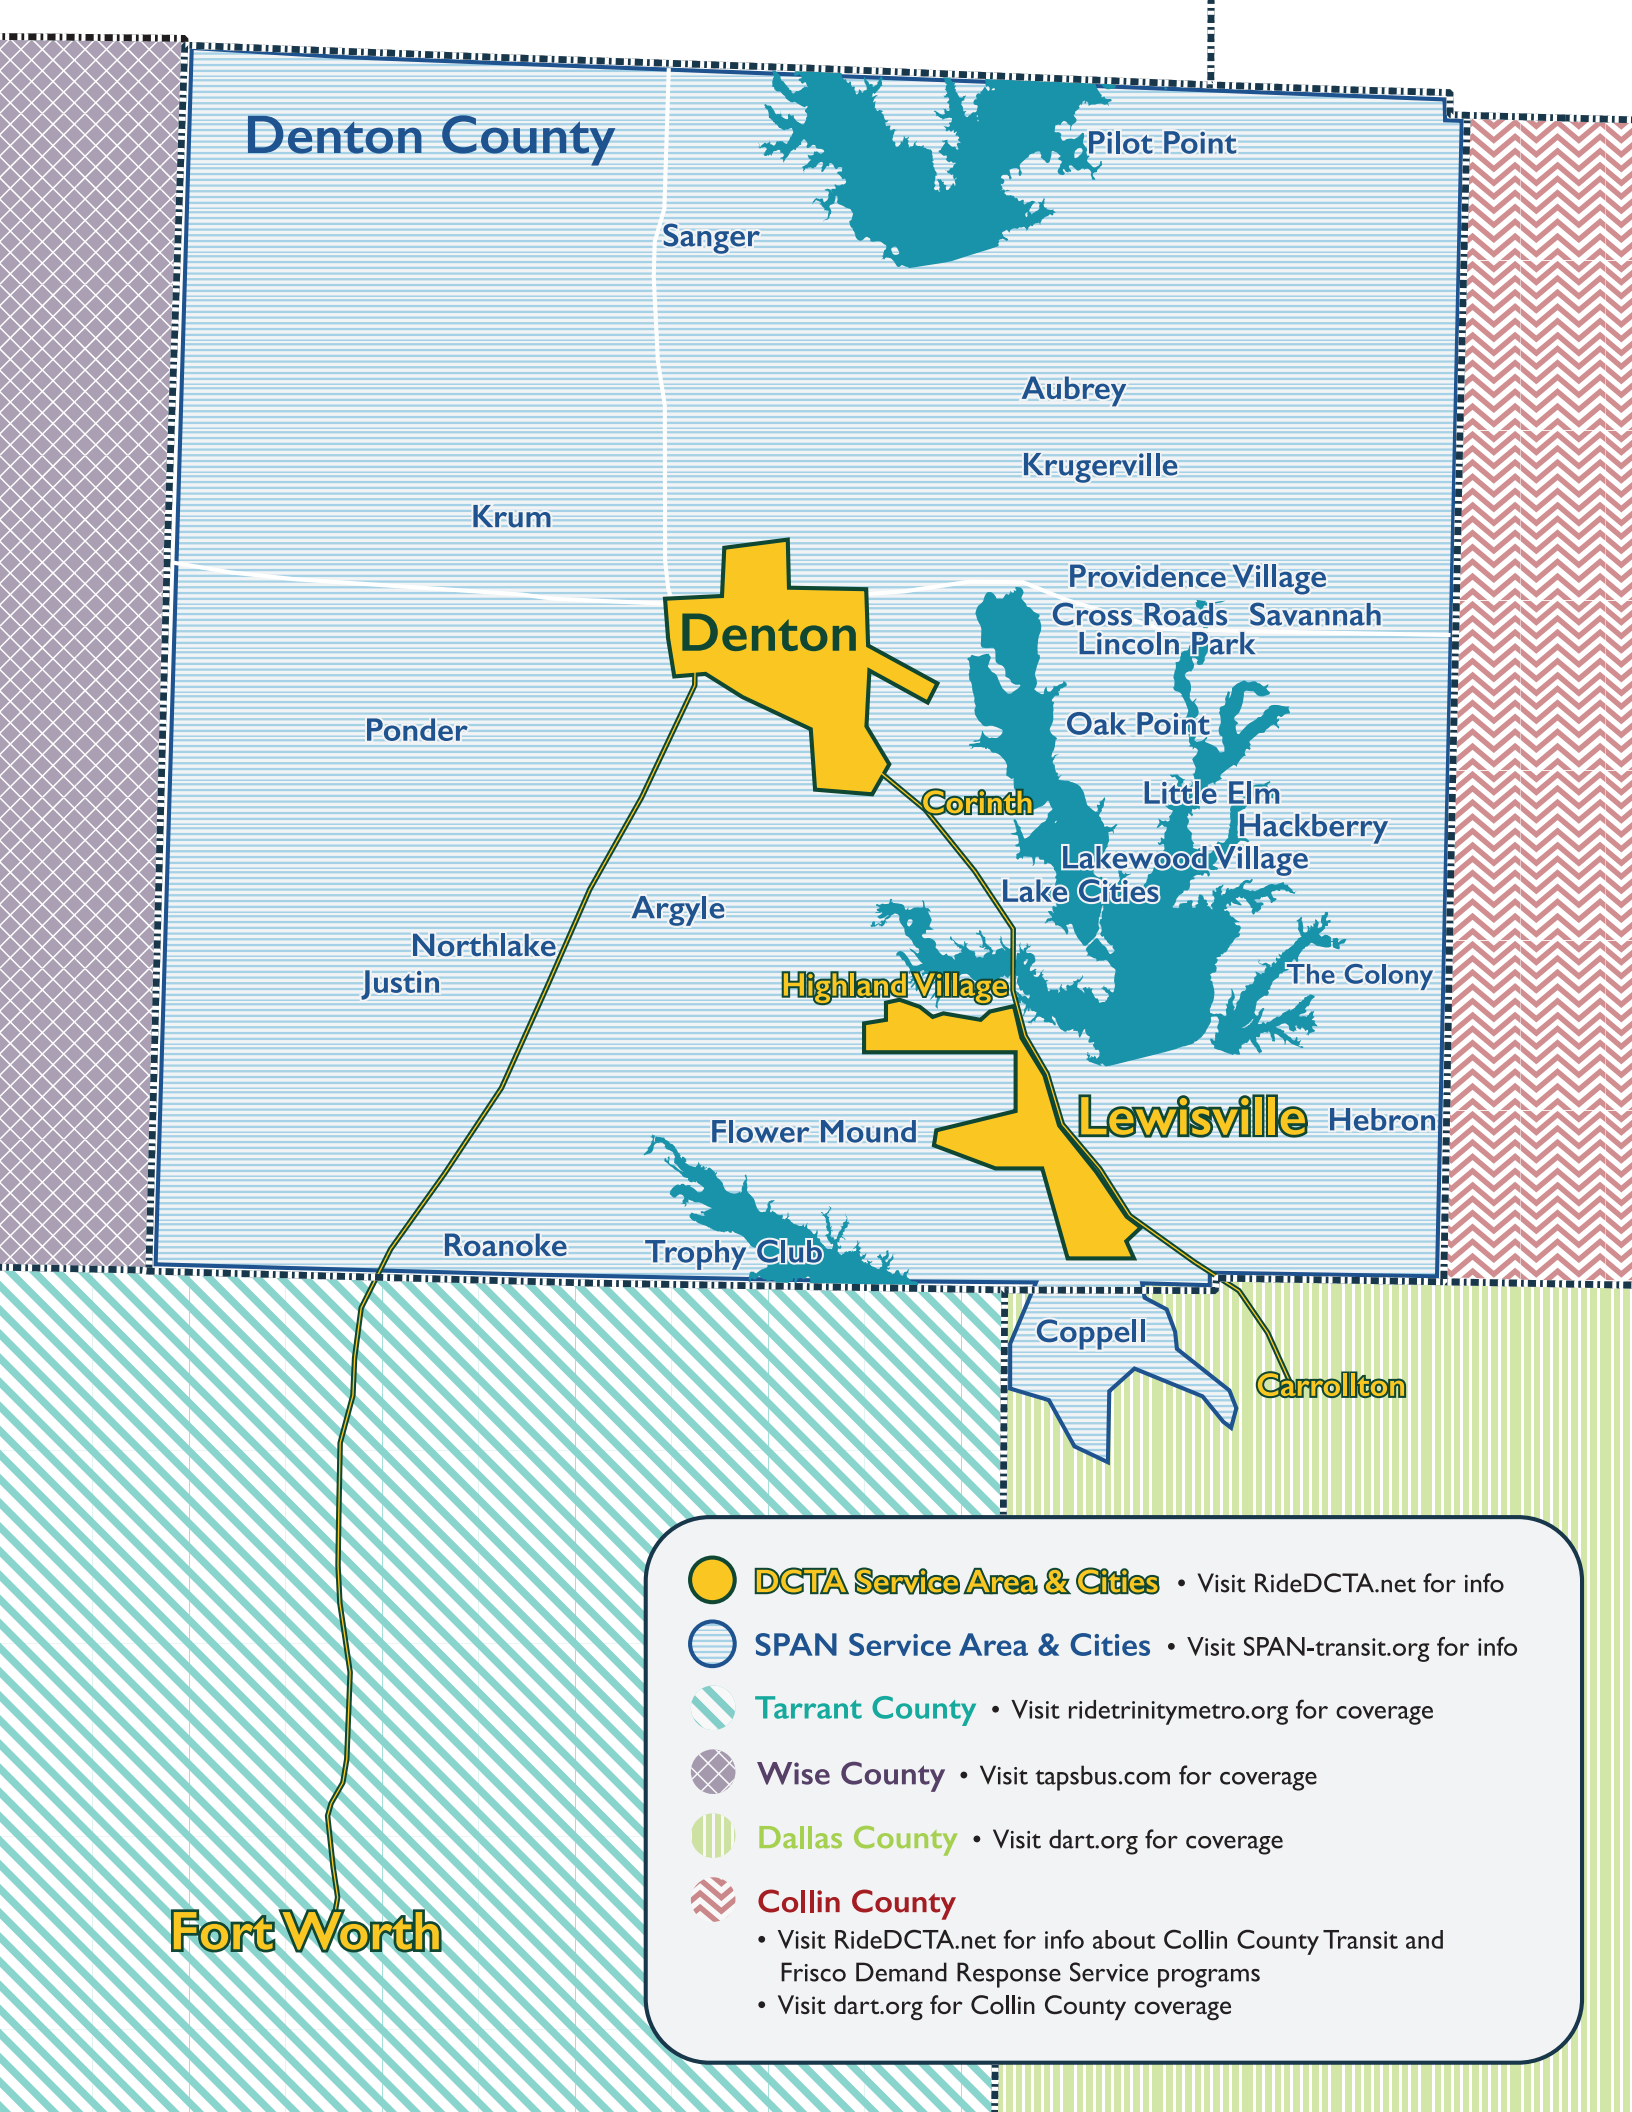 Denton County
Pilot Point
Sanger
Aubrey
Krugerville
Krum
Providence Village
Cross Roads Savannah
Lincoln Park
Denton
Oak Point
Ponder
Little Elm
Corinth
Hackberry
Lakewood Village
Lake Cities
Argyle
Northlake
Justin
The Colony
Highland Village
Lewisville
Hebron
Flower Mound
Roanoke
Trophy Club
Coppell
Carrollton
DCTA Service Area & Cities • Visit RideDCTA.net for info
SPAN Service Area & Cities • Visit SPAN-transit.org for info
Tarrant County • Visit ridetrinitymetro.org for coverage
Wise County • Visit tapsbus.com for coverage
Dallas County • Visit dart.org for coverage
Collin County
• Visit RideDCTA.net for info about Collin County Transit and
Frisco Demand Response Service programs
• Visit dart.org for Collin County coverage
Fort Worth